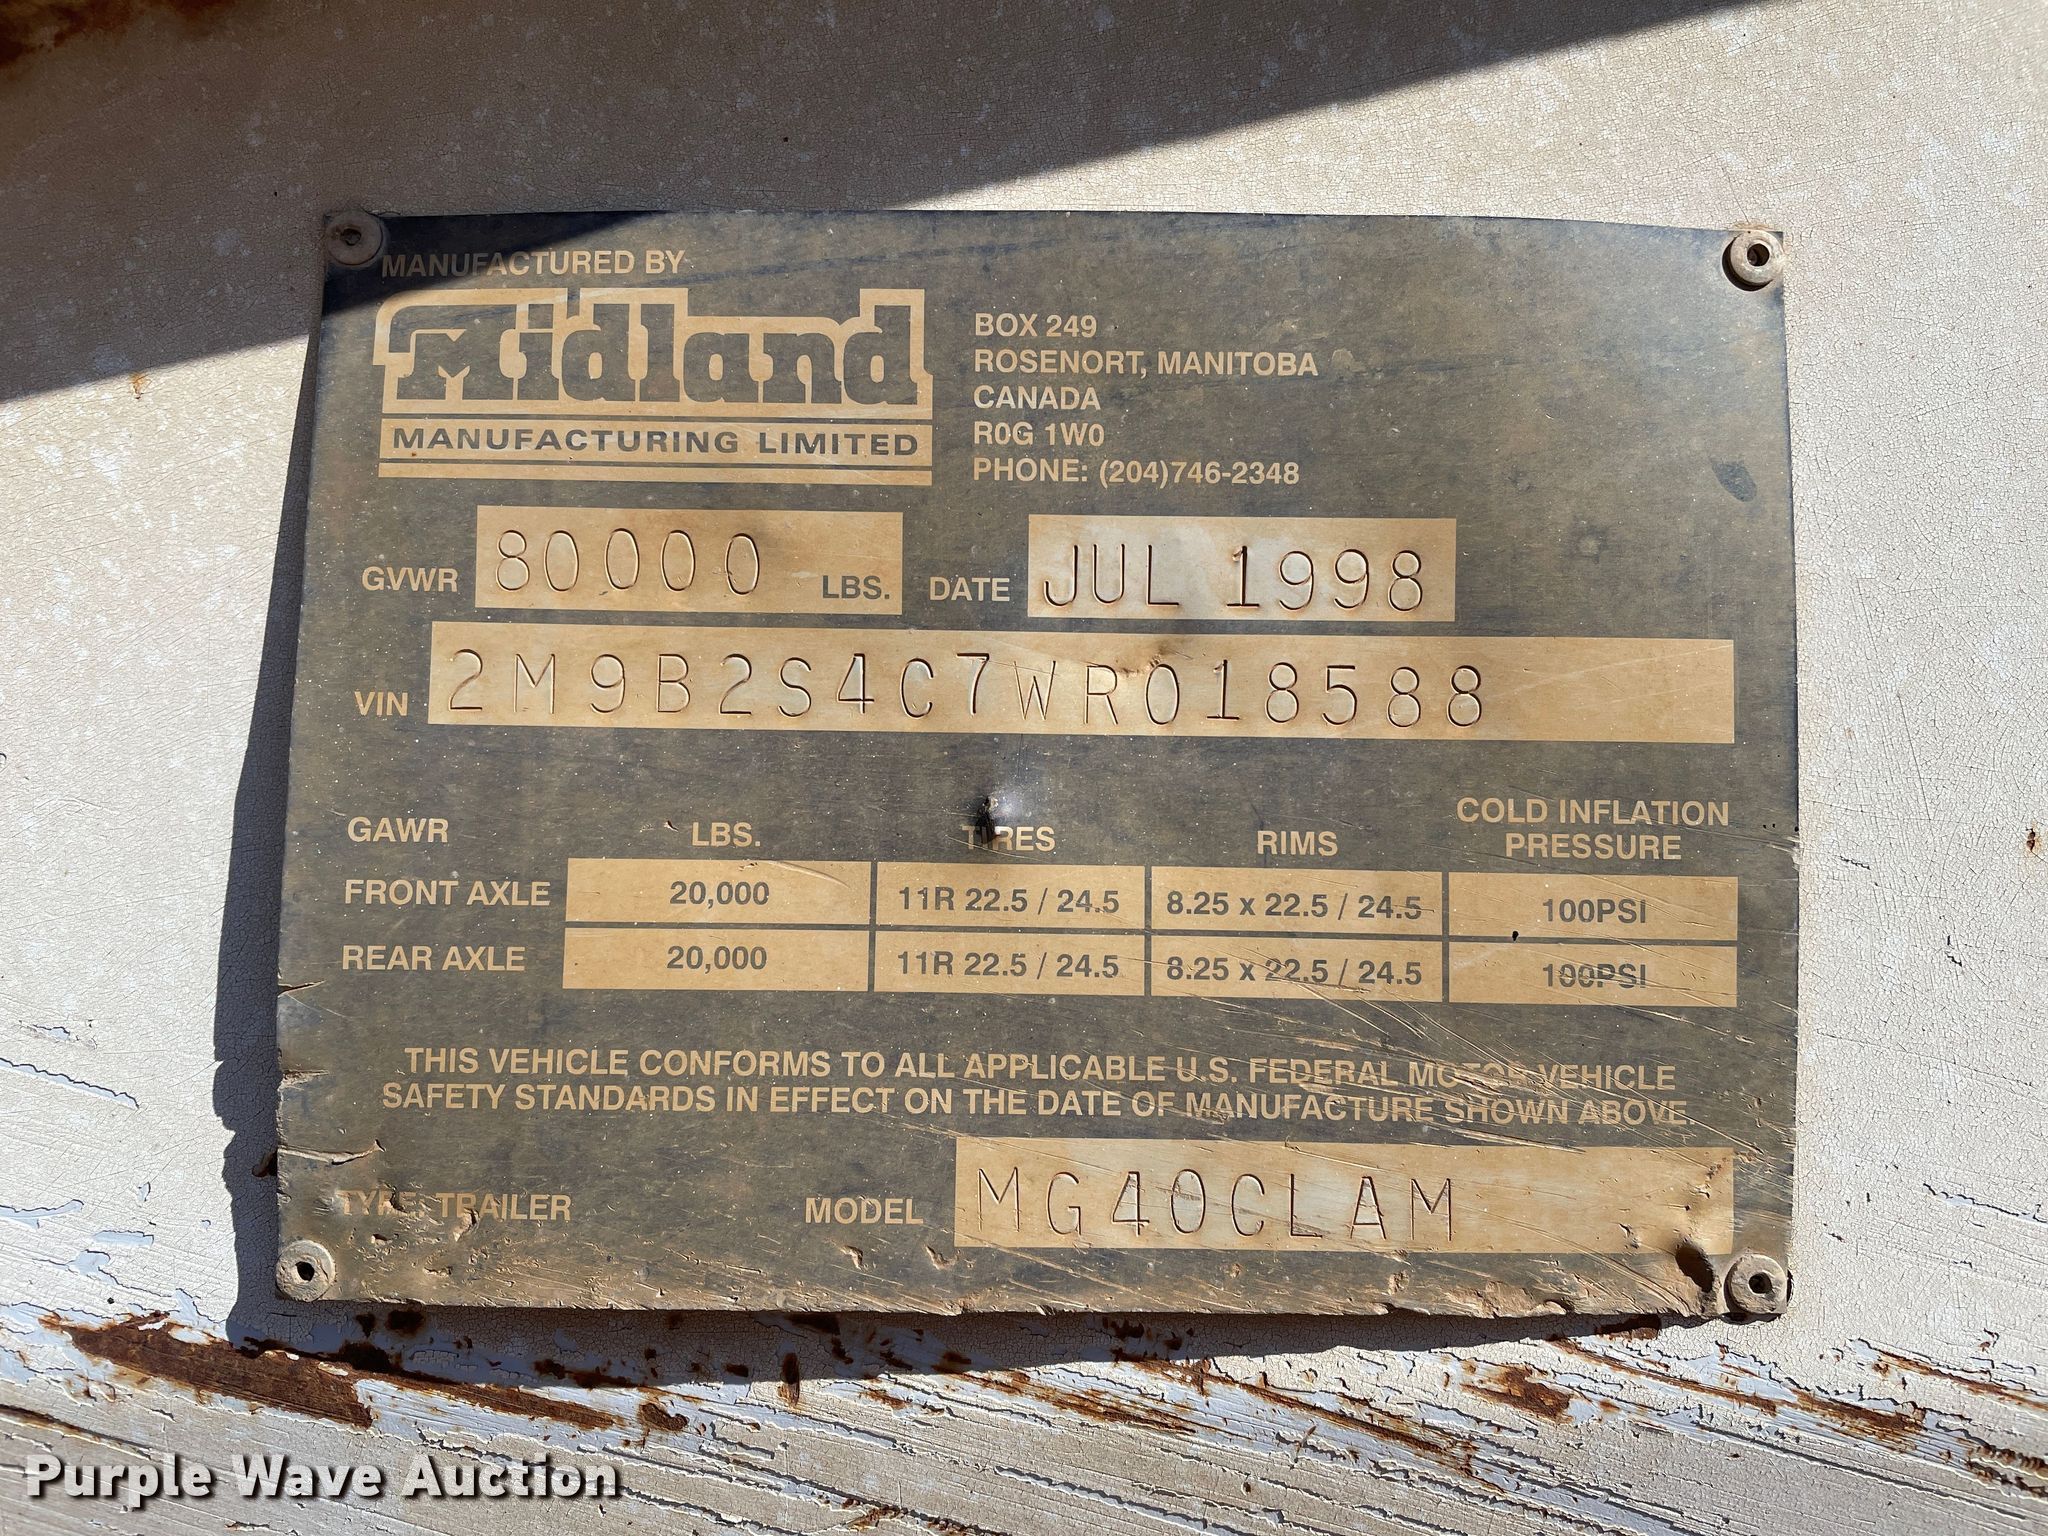 MANUFACTURED BY
Midland
MANUFACTURING LIMITED
BOX 249
ROSENORT, MANITOBA
CANADA
R0G 1W0
PHONE: (204)746-2348
GVWR 80000 LBS. DATE JUL 1998
VIN 2M9B2S4C7WR018588
GAWR LBS. TIRES RIMS COLD INFLATION PRESSURE
FRONT AXLE 20,000 11R 22.5 / 24.5 8.25 x 22.5 / 24.5 100PSI
REAR AXLE 20,000 11R 22.5 / 24.5 8.25 x 22.5 / 24.5 100PSI
THIS VEHICLE CONFORMS TO ALL APPLICABLE U.S. FEDERAL MOTOR VEHICLE
SAFETY STANDARDS IN EFFECT ON THE DATE OF MANUFACTURE SHOWN ABOVE.
TYPE: TRAILER MODEL MG40CLAM
Purple Wave Auction